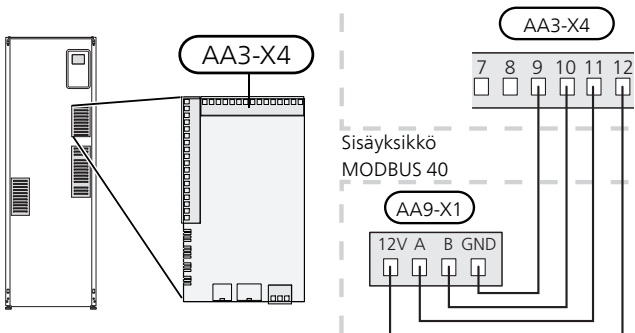 AA3-X4
AA3-X4
7 8 9 10 11 12
Sisäyksikkö
MODBUS 40
AA9-X1
12V A B GND